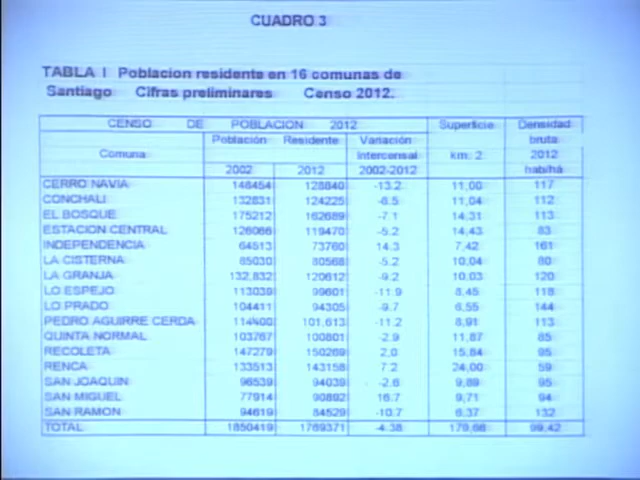 CUADRO 3
TABLA I Poblacion residente en 16 comunas de
Santiago Cifras preliminares Censo 2012.
CENSO DE POBLACION 2012 Superficie Densidad
Población Residente Variación bruta
Comuna Intercensal km. 2 2012
2002 2012 2002-2012 hab/há
CERRO NAVIA 148454 128840 -13.2 11,00 117
CONCHALI 132831 124225 -6.5 11,04 112
EL BOSQUE 175212 162689 -7.1 14,31 113
ESTACION CENTRAL 126066 119470 -5.2 14,43 83
INDEPENDENCIA 64513 73760 14.3 7,42 161
LA CISTERNA 85030 80568 -5.2 10,04 80
LA GRANJA 132,832 120612 -9.2 10,03 120
LO ESPEJO 113039 99601 -11.9 8,45 118
LO PRADO 104411 94305 -9.7 6,55 144
PEDRO AGUIRRE CERDA 114400 101,613 -11.2 8,91 113
QUINTA NORMAL 103767 100801 -2.9 11,87 85
RECOLETA 147279 150269 2,0 15,84 95
RENCA 133513 143158 7.2 24,00 59
SAN JOAQUIN 96539 94039 -2.6 9,89 95
SAN MIGUEL 77914 90892 16.7 9,71 94
SAN RAMON 94619 84529 -10.7 6.37 132
TOTAL 1850419 1769371 -4.38 179,66 99,42